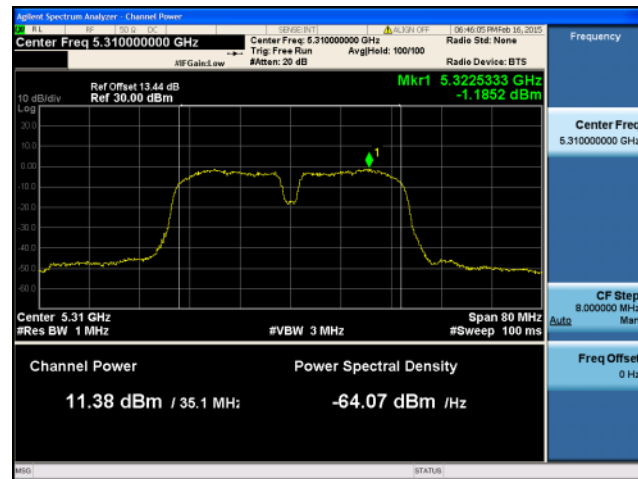 Agilent Spectrum Analyzer - Channel Power
RL RF 50 Ω DC SENSE:INT ALIGN OFF 06:46:05 PM Feb 16, 2015
Center Freq 5.310000000 GHz
Center Freq: 5.310000000 GHz
Radio Std: None
Trig: Free Run Avg|Hold: 100/100
#IFGain:Low #Atten: 20 dB Radio Device: BTS
Frequency
Mkr1 5.3225333 GHz
-1.1852 dBm
Ref Offset 13.44 dB
10 dB/div Ref 30.00 dBm
Log
20.0
10.0
0.00
-10.0
-20.0
-30.0
-40.0
-50.0
-60.0
1
Center Freq
5.310000000 GHz
Center 5.31 GHz Span 80 MHz
#Res BW 1 MHz #VBW 3 MHz #Sweep 100 ms
CF Step
8.000000 MHz
Auto Man
Channel Power Power Spectral Density
11.38 dBm / 35.1 MHz -64.07 dBm /Hz
Freq Offset
0 Hz
MSG STATUS